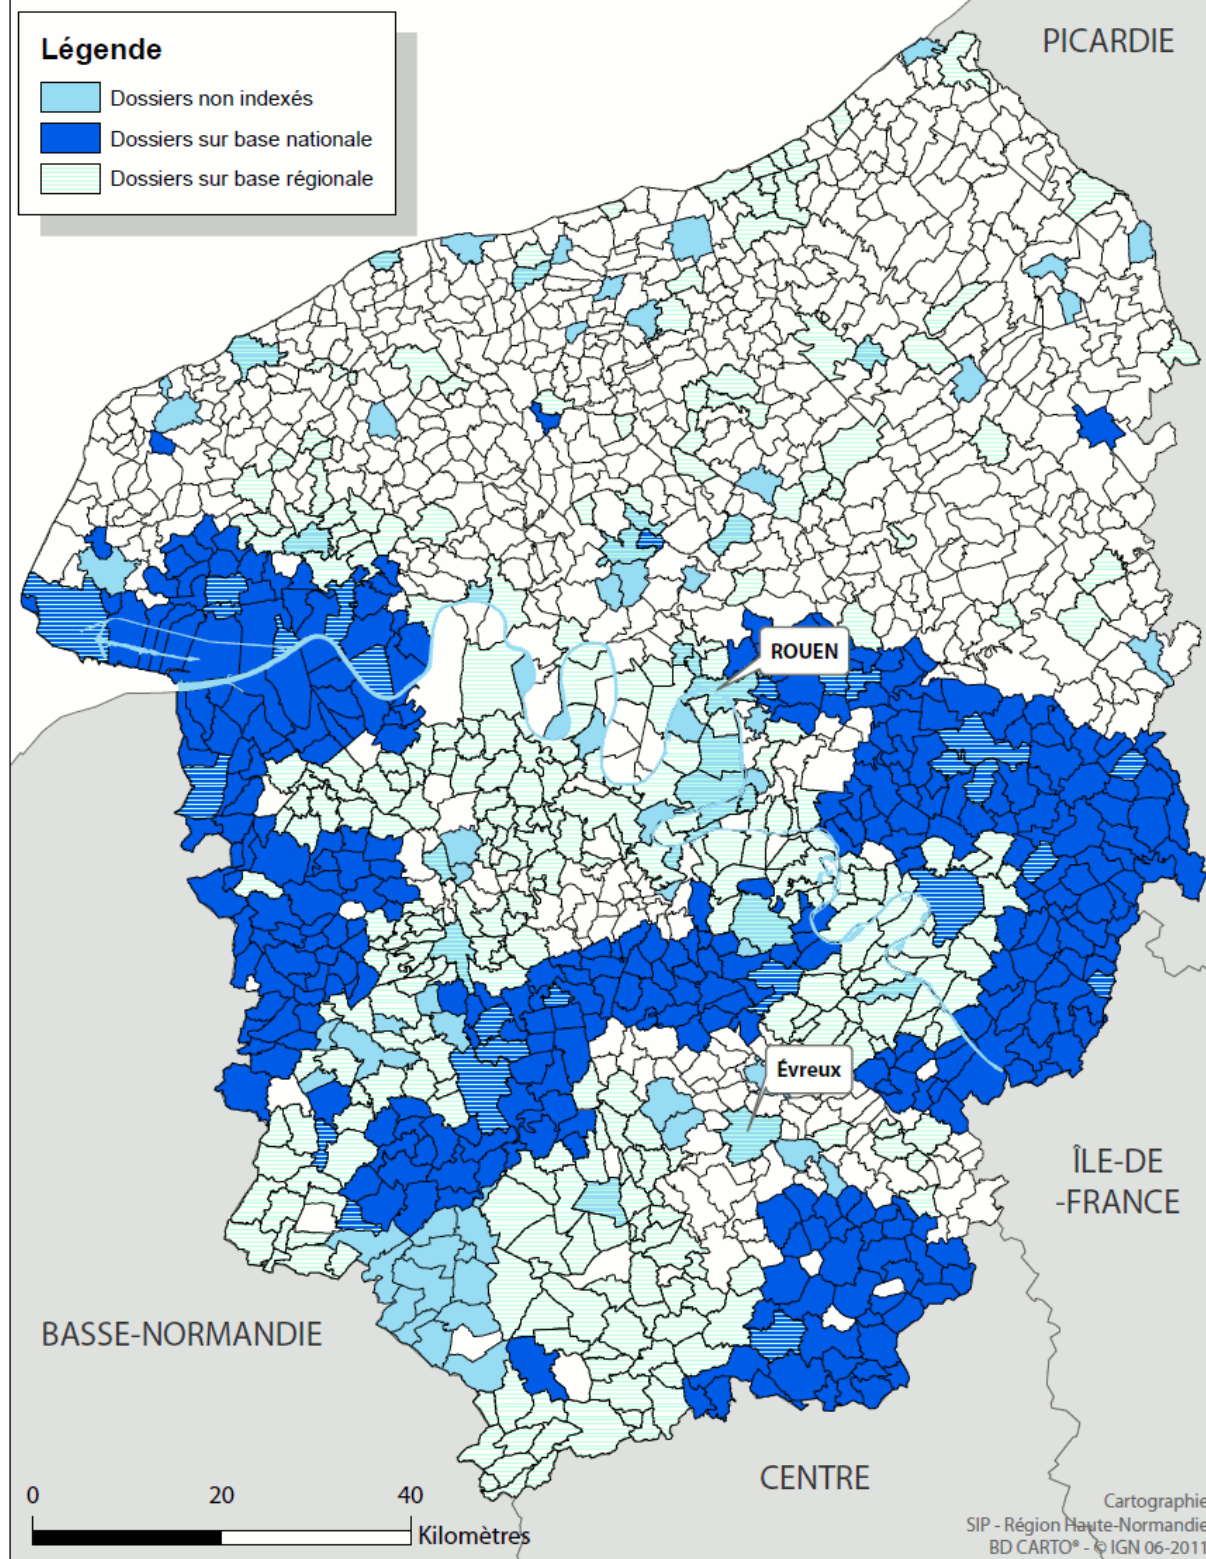 Légende
Dossiers non indexés
Dossiers sur base nationale
Dossiers sur base régionale
PICARDIE
ROUEN
Évreux
ÎLE-DE
-FRANCE
BASSE-NORMANDIE
CENTRE
0 20 40
Kilomètres
Cartographie
SIP - Région Haute-Normandie
BD CARTO® - © IGN 06-2011